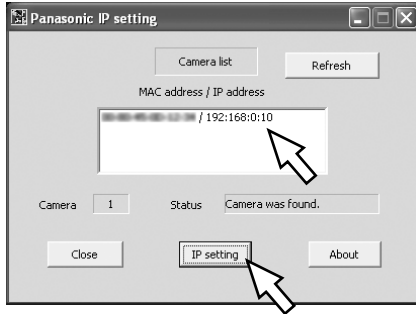 Panasonic IP setting
Camera list
Refresh
MAC address / IP address
/ 192:168:0:10
Camera 1 Status Camera was found.
Close IP setting About